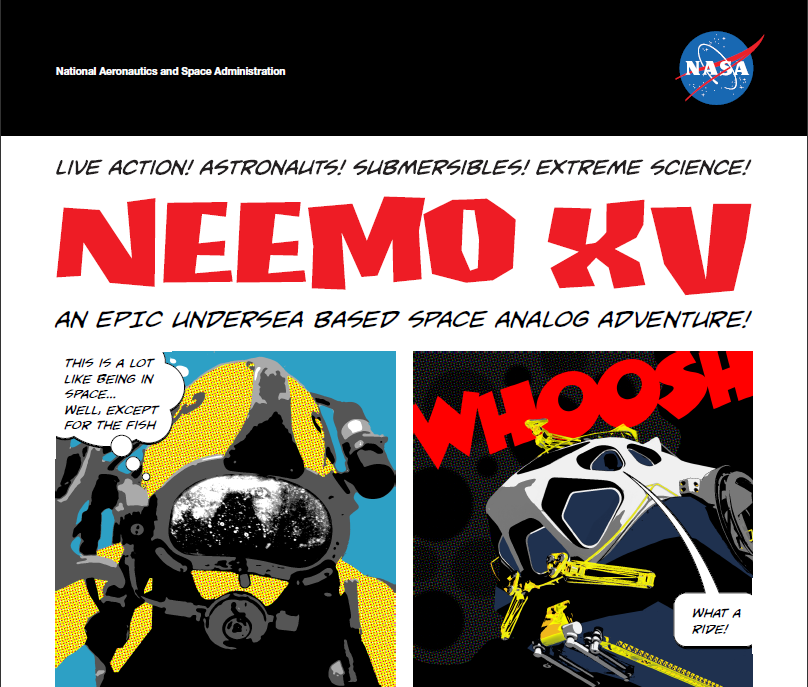 National Aeronautics and Space Administration
NASA
LIVE ACTION! ASTRONAUTS! SUBMERSIBLES! EXTREME SCIENCE!
NEEMO XV
AN EPIC UNDERSEA BASED SPACE ANALOG ADVENTURE!
THIS IS A LOT
LIKE BEING IN
SPACE...
WELL, EXCEPT
FOR THE FISH
WHOOSH
WHAT A
RIDE!